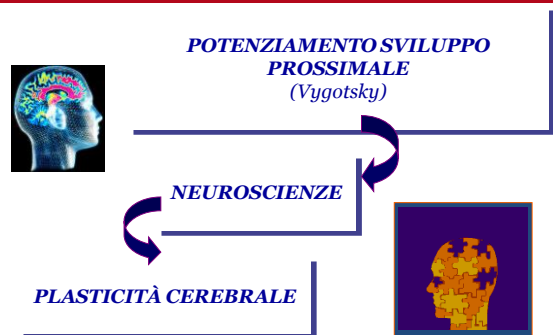 POTENZIAMENTO SVILUPPO
PROSSIMALE
(Vygotsky)
NEUROSCIENZE
PLASTICITÀ CEREBRALE